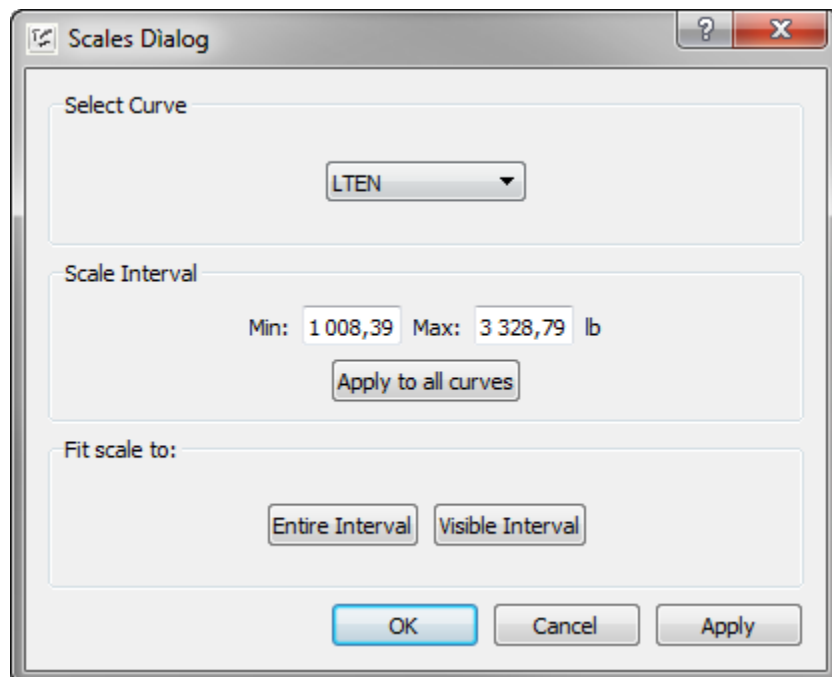 Scales Dialog
Select Curve
LTEN
Scale Interval
Min: 1 008,39 Max: 3 328,79 lb
Apply to all curves
Fit scale to:
Entire Interval Visible Interval
OK Cancel Apply